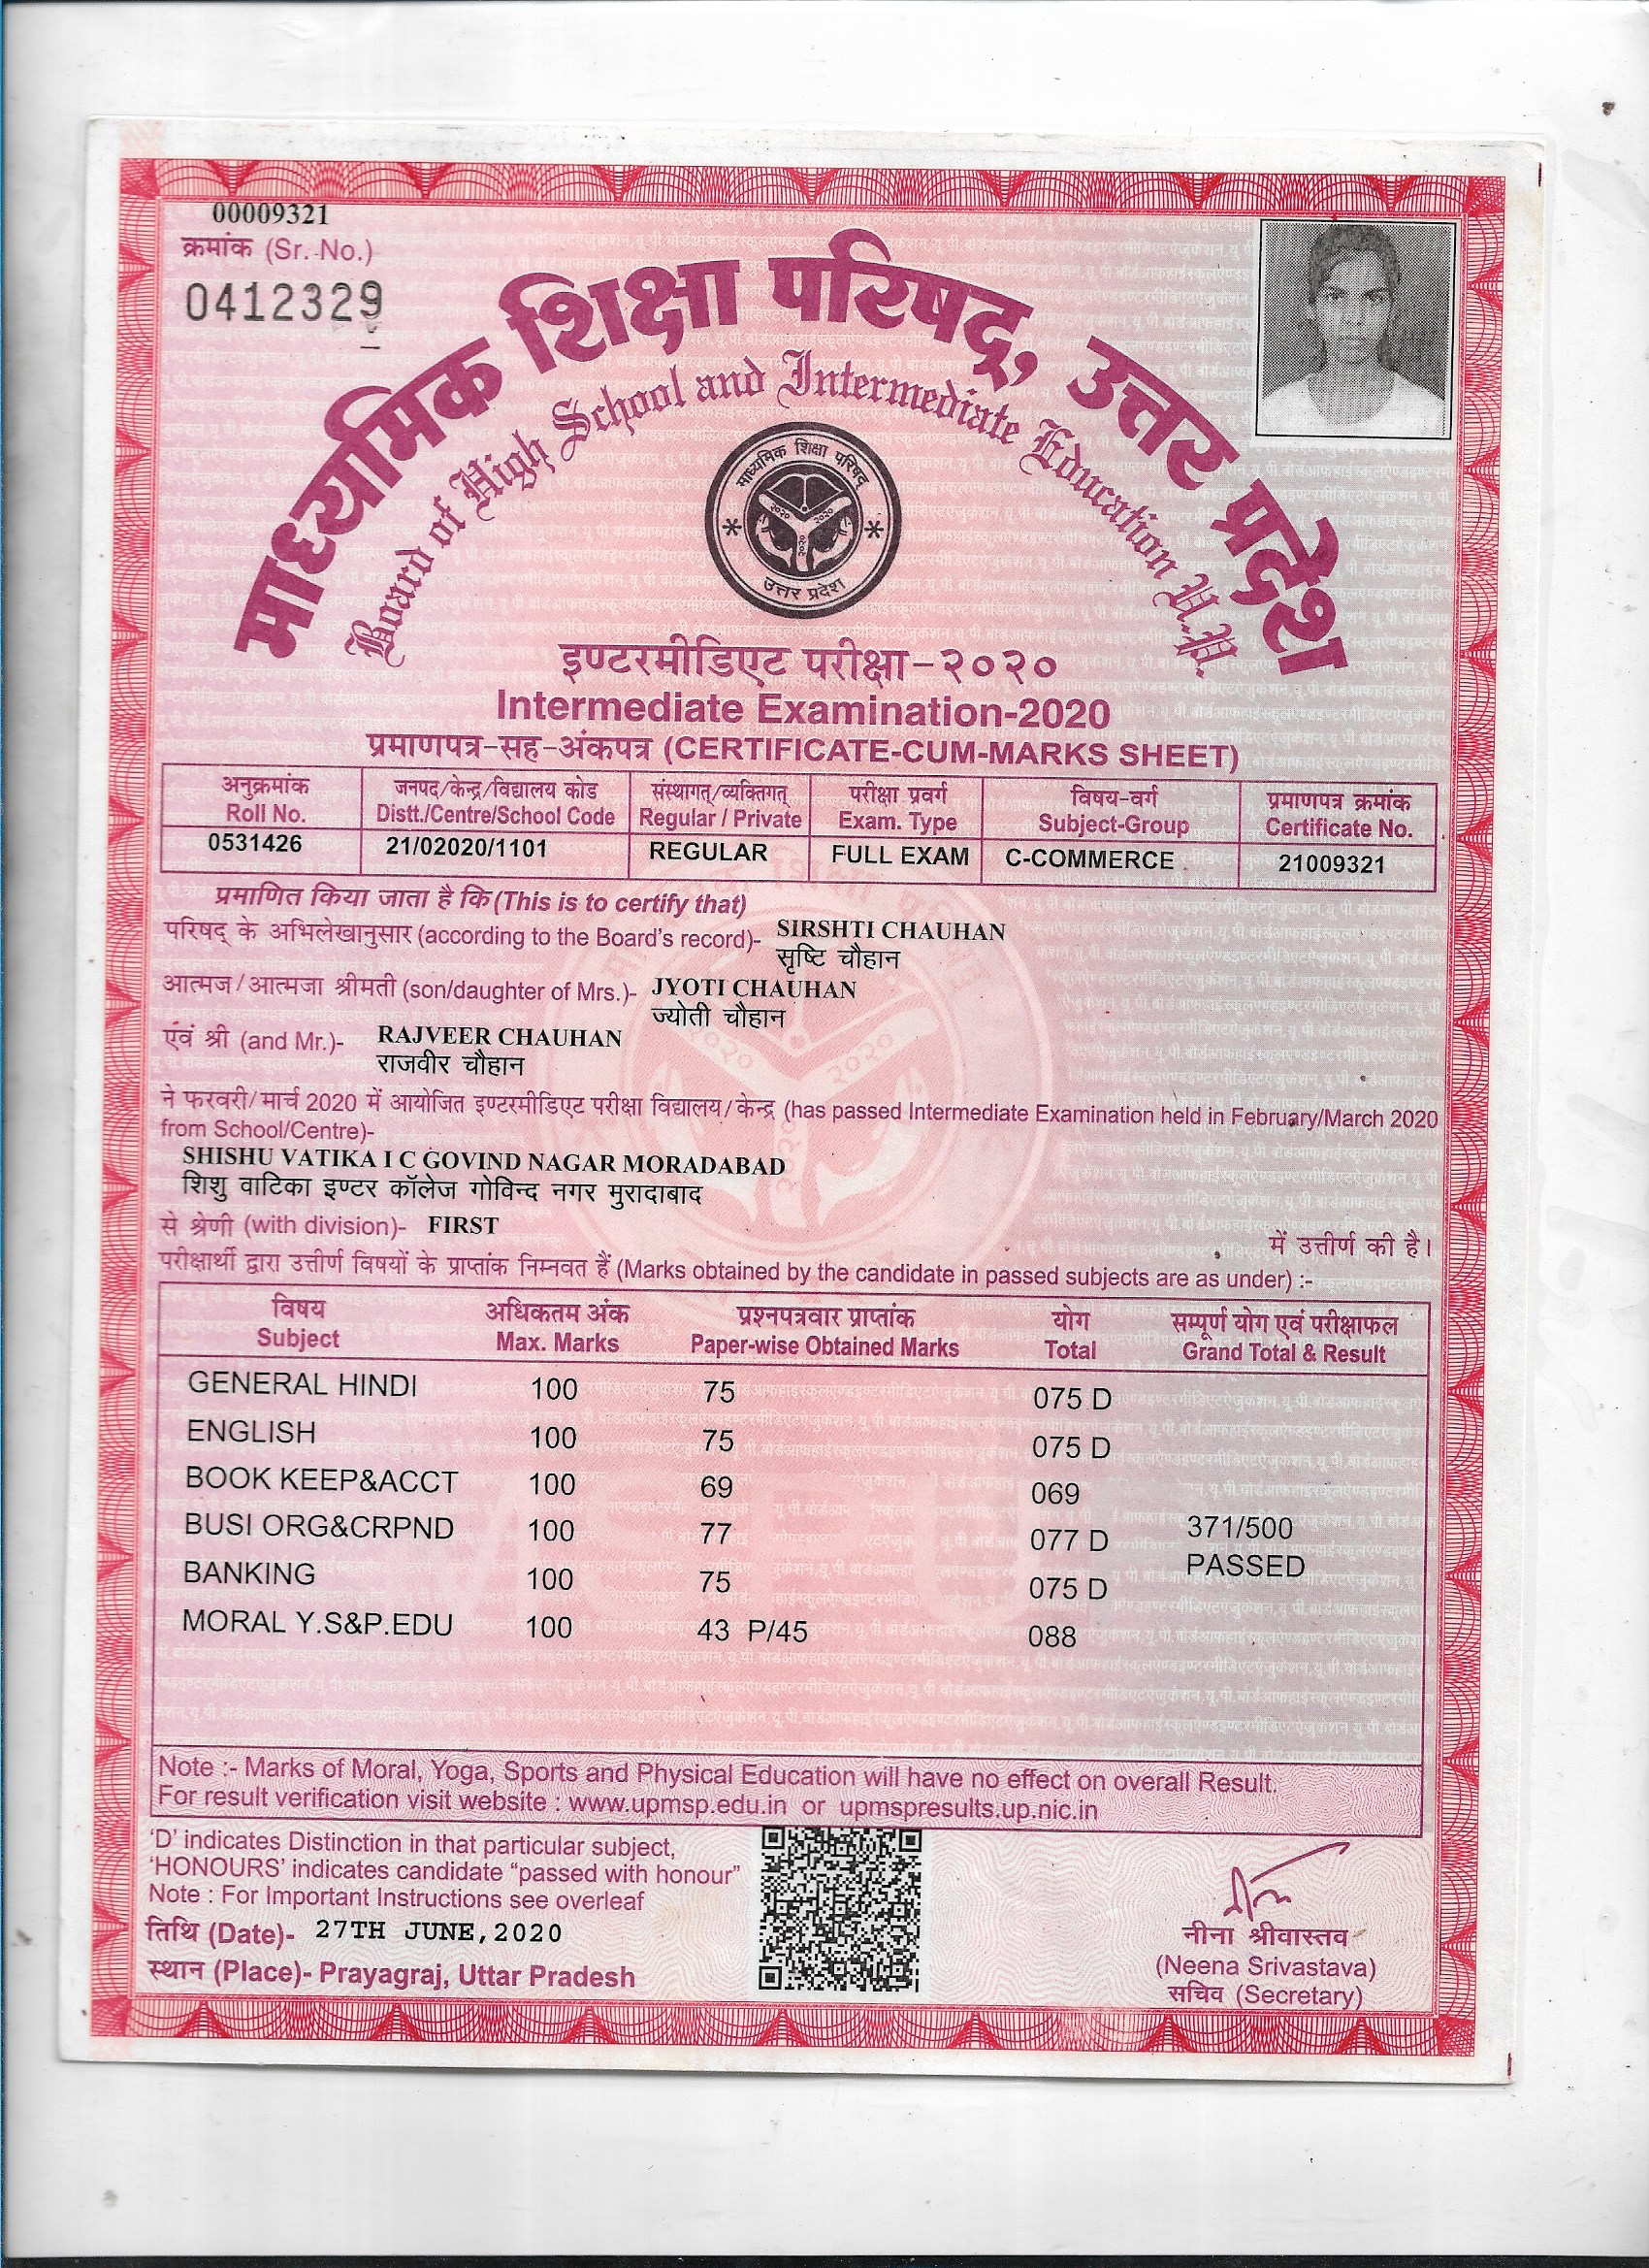 00009321
क्रमांक (Sr. No.)
0412329
माध्यमिक शिक्षा परिषद्, उत्तर प्रदेश
Board of High School and Intermediate Education U.P.
माध्यमिक शिक्षा परिषद्
२०२० २०२०
२०२०
उत्तर प्रदेश
इण्टरमीडिएट परीक्षा-२०२०
Intermediate Examination-2020
प्रमाणपत्र-सह-अंकपत्र (CERTIFICATE-CUM-MARKS SHEET)
अनुक्रमांक जनपद/केन्द्र/विद्यालय कोड संस्थागत्/व्यक्तिगत् परीक्षा प्रवर्ग विषय-वर्ग प्रमाणपत्र क्रमांक
Roll No. Distt./Centre/School Code Regular / Private Exam. Type Subject-Group Certificate No.
0531426 21/02020/1101 REGULAR FULL EXAM C-COMMERCE 21009321
प्रमाणित किया जाता है कि (This is to certify that)
परिषद् के अभिलेखानुसार (according to the Board's record)- SIRSHTI CHAUHAN
सृष्टि चौहान
आत्मज/आत्मजा श्रीमती (son/daughter of Mrs.)- JYOTI CHAUHAN
ज्योती चौहान
एवं श्री (and Mr.)- RAJVEER CHAUHAN
राजवीर चौहान
ने फरवरी/मार्च 2020 में आयोजित इण्टरमीडिएट परीक्षा विद्यालय/केन्द्र (has passed Intermediate Examination held in February/March 2020
from School/Centre)-
SHISHU VATIKA I C GOVIND NAGAR MORADABAD
शिशु वाटिका इण्टर कॉलेज गोविन्द नगर मुरादाबाद
से श्रेणी (with division)- FIRST में उत्तीर्ण की है।
परीक्षार्थी द्वारा उत्तीर्ण विषयों के प्राप्तांक निम्नवत हैं (Marks obtained by the candidate in passed subjects are as under) :-
विषय अधिकतम अंक प्रश्नपत्रवार प्राप्तांक योग सम्पूर्ण योग एवं परीक्षाफल
Subject Max. Marks Paper-wise Obtained Marks Total Grand Total & Result
GENERAL HINDI 100 75 075 D
ENGLISH 100 75 075 D
BOOK KEEP&ACCT 100 69 069
BUSI ORG&CRPND 100 77 077 D 371/500
PASSED
BANKING 100 75 075 D
MORAL Y.S&P.EDU 100 43 P/45 088
Note :- Marks of Moral, Yoga, Sports and Physical Education will have no effect on overall Result.
For result verification visit website : www.upmsp.edu.in or upmspresults.up.nic.in
'D' indicates Distinction in that particular subject,
'HONOURS' indicates candidate "passed with honour"
Note : For Important Instructions see overleaf
तिथि (Date)- 27TH JUNE,2020
स्थान (Place)- Prayagraj, Uttar Pradesh
नीना श्रीवास्तव
(Neena Srivastava)
सचिव (Secretary)